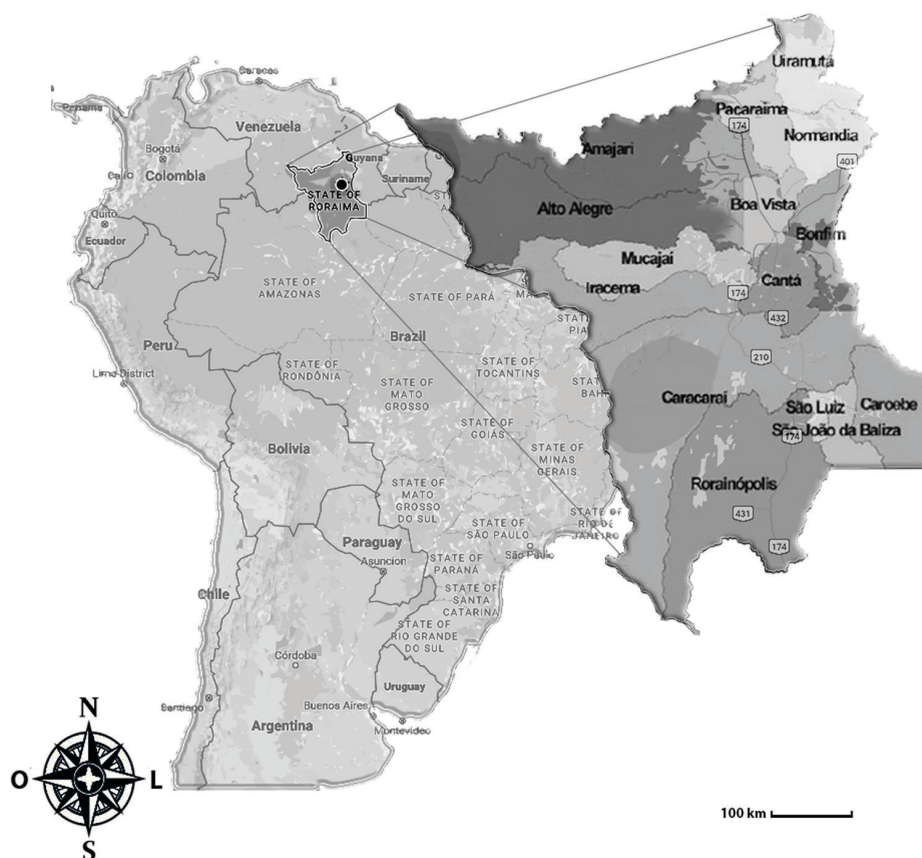 Caracas
Panama
Venezuela
Bogotá
Colombia
Guyana
Suriname
STATE OF
RORAIMA
Quito
Ecuador
STATE OF
AMAZONAS
STATE OF PARÁ
Peru
Brazil
Lima District
STATE OF
RONDÔNIA
STATE OF
TOCANTINS
STATE OF
MATO
GROSSO
STATE OF
GOIÁS
Bolivia
STATE OF
MINAS
GERAIS
STATE OF
MATO
GROSSO
DO SUL
STATE OF
SÃO PAULO
STATE OF
RIO DE
JANEIRO
São Paulo
Paraguay
Asuncion
STATE OF
PARANÁ
STATE OF
SANTA
CATARINA
STATE OF
RIO GRANDE
DO SUL
Chile
Córdoba
Uruguay
Santiago
Buenos Aires
Montevideo
Argentina
Uiramutá
Pacaraima
174
Normandia
401
Amajari
Alto Alegre
Boa Vista
Bonfim
Mucajaí
Cantá
Iracema
174
432
210
Caracaraí
São Luiz
Caroebe
São João da Baliza
174
Rorainópolis
431
174
N
O
L
S
100 km